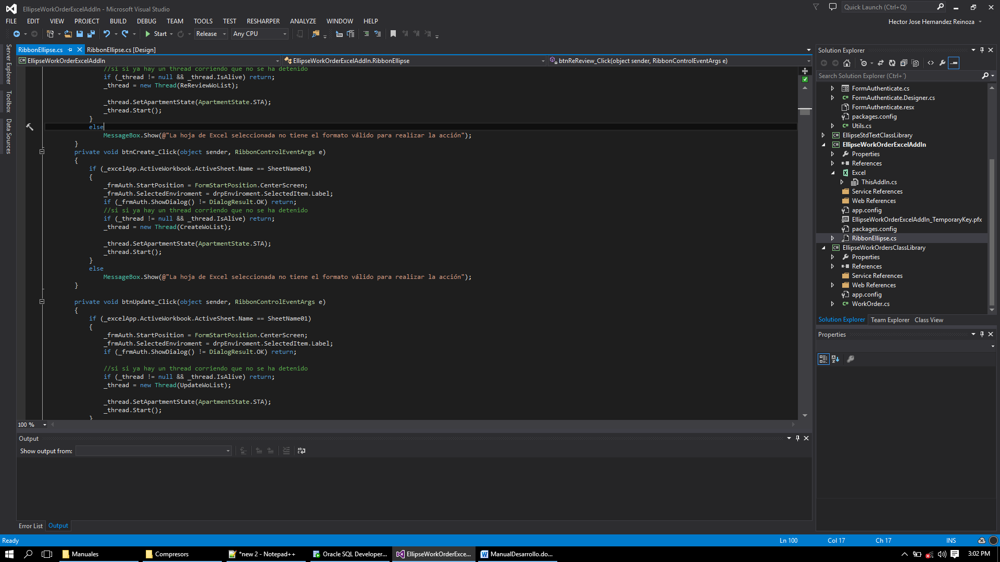 EllipseWorkOrderExcelAddIn - Microsoft Visual Studio
Quick Launch (Ctrl+Q)
FILE EDIT VIEW PROJECT BUILD DEBUG TEAM TOOLS TEST RESHARPER ANALYZE WINDOW HELP
Hector Jose Hernandez Reinoza
Start Release Any CPU
Server Explorer
Toolbox
Data Sources
RibbonEllipse.cs RibbonEllipse.cs [Design]
EllipseWorkOrderExcelAddIn EllipseWorkOrderExcelAddIn.RibbonEllipse btnReReview_Click(object sender, RibbonControlEventArgs e)
//si si ya hay un thread corriendo que no se ha detenido
if (_thread != null && _thread.IsAlive) return;
_thread = new Thread(ReReviewWoList);
_thread.SetApartmentState(ApartmentState.STA);
_thread.Start();
}
else
MessageBox.Show(@"La hoja de Excel seleccionada no tiene el formato válido para realizar la acción");
}
private void btnCreate_Click(object sender, RibbonControlEventArgs e)
{
if (_excelApp.ActiveWorkbook.ActiveSheet.Name == SheetName01)
{
_frmAuth.StartPosition = FormStartPosition.CenterScreen;
_frmAuth.SelectedEnviroment = drpEnviroment.SelectedItem.Label;
if (_frmAuth.ShowDialog() != DialogResult.OK) return;
//si si ya hay un thread corriendo que no se ha detenido
if (_thread != null && _thread.IsAlive) return;
_thread = new Thread(CreateWoList);
_thread.SetApartmentState(ApartmentState.STA);
_thread.Start();
}
else
MessageBox.Show(@"La hoja de Excel seleccionada no tiene el formato válido para realizar la acción");
}
private void btnUpdate_Click(object sender, RibbonControlEventArgs e)
{
if (_excelApp.ActiveWorkbook.ActiveSheet.Name == SheetName01)
{
_frmAuth.StartPosition = FormStartPosition.CenterScreen;
_frmAuth.SelectedEnviroment = drpEnviroment.SelectedItem.Label;
if (_frmAuth.ShowDialog() != DialogResult.OK) return;
//si si ya hay un thread corriendo que no se ha detenido
if (_thread != null && _thread.IsAlive) return;
_thread = new Thread(UpdateWoList);
_thread.SetApartmentState(ApartmentState.STA);
_thread.Start();
}
100 %
Output
Show output from:
Error List Output
Solution Explorer
Search Solution Explorer (Ctrl+´)
FormAuthenticate.cs
FormAuthenticate.Designer.cs
FormAuthenticate.resx
packages.config
Utils.cs
EllipseStdTextClassLibrary
EllipseWorkOrderExcelAddIn
Properties
References
Excel
ThisAddIn.cs
Service References
Web References
app.config
EllipseWorkOrderExcelAddIn_TemporaryKey.pfx
packages.config
RibbonEllipse.cs
EllipseWorkOrdersClassLibrary
Properties
References
Service References
Web References
app.config
WorkOrder.cs
Solution Explorer Team Explorer Class View
Properties
Ready Ln 100 Col 17 Ch 17 INS
Manuales Compresors *new 2 - Notepad++ Oracle SQL Developer... EllipseWorkOrderExce... ManualDesarrollo.do... 3:02 PM